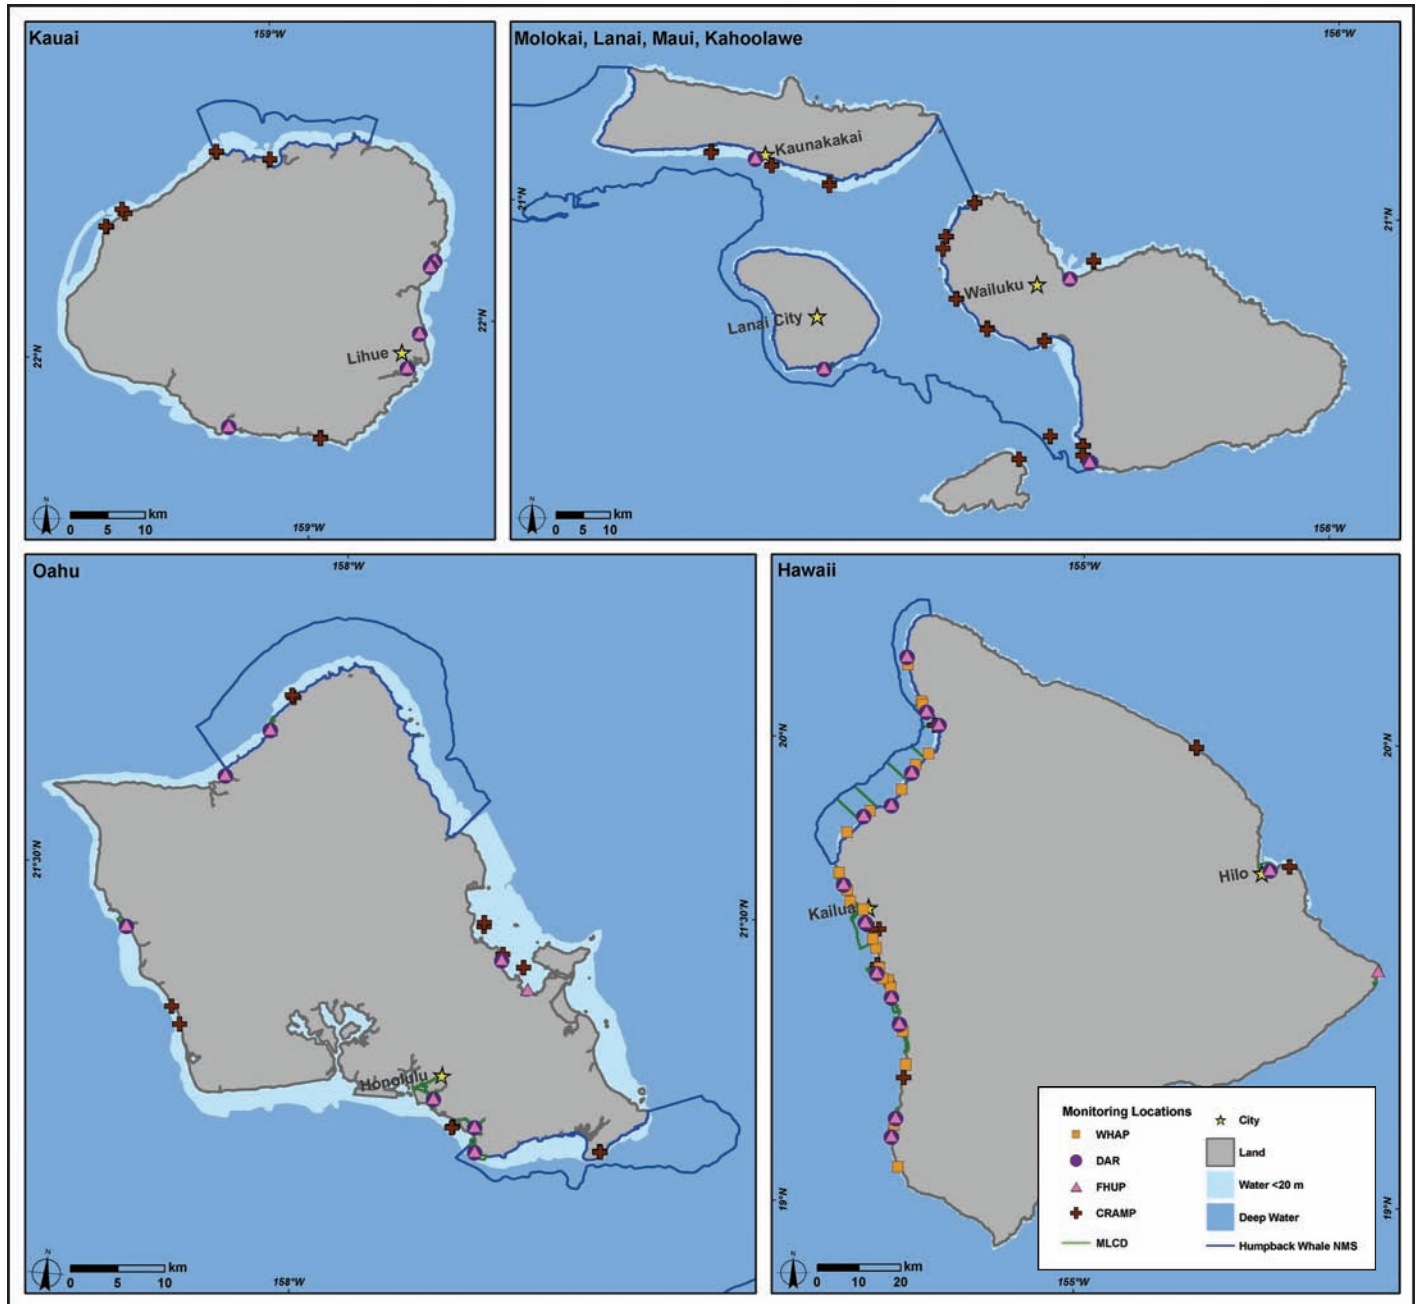 Kauai
159°W
22°N
22°N
Lihue
N
km
0 5 10
159°W
Molokai, Lanai, Maui, Kahoolawe
156°W
21°N
21°N
Kaunakakai
Wailuku
Lanai City
N
km
0 5 10
156°W
Oahu
158°W
21°30'N
21°30'N
Honolulu
N
km
0 5 10
158°W
Hawaii
155°W
20°N
20°N
Hilo
Kailua
19°N
19°N
N
km
0 10 20
155°W
Monitoring Locations
WHAP
DAR
FHUP
CRAMP
MLCD
City
Land
Water <20 m
Deep Water
Humpback Whale NMS